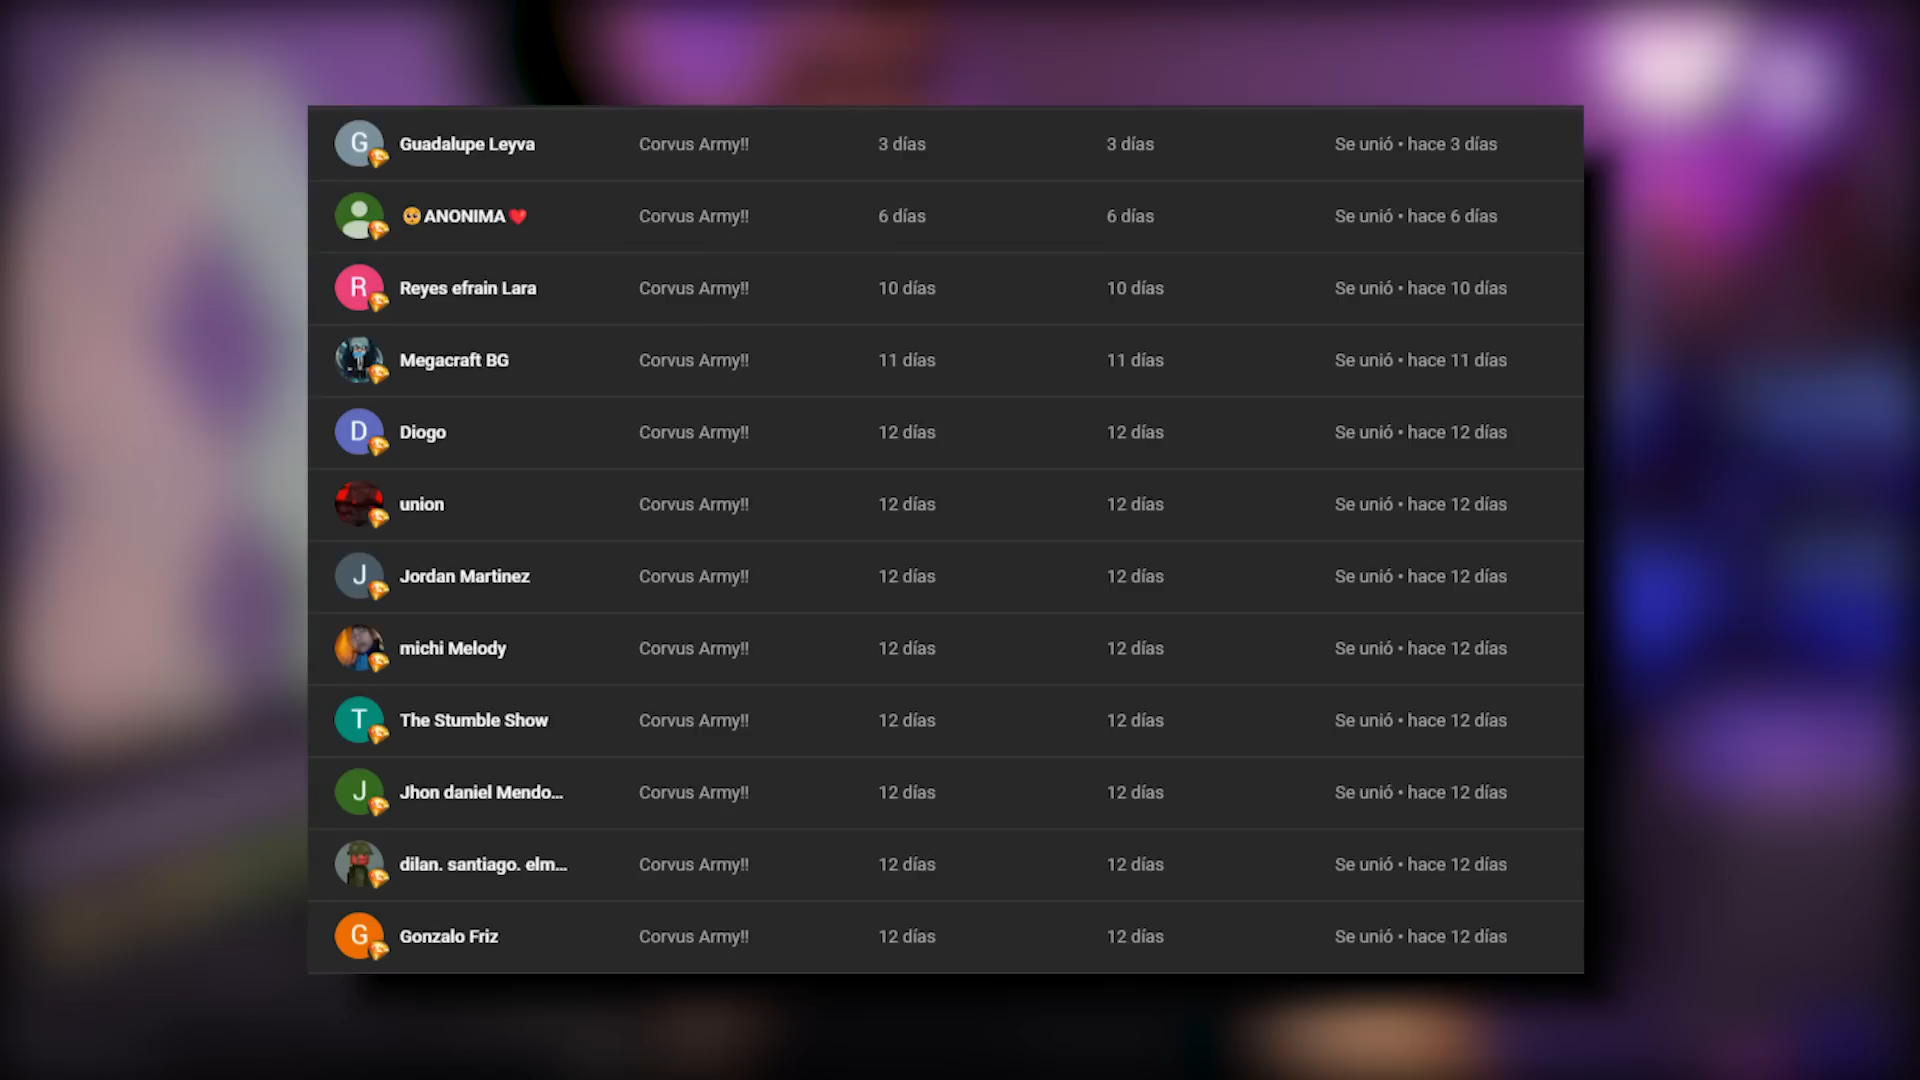 G Guadalupe Leyva Corvus Army!! 3 días 3 días Se unió • hace 3 días
🥺ANONIMA❤️ Corvus Army!! 6 días 6 días Se unió • hace 6 días
R Reyes efrain Lara Corvus Army!! 10 días 10 días Se unió • hace 10 días
Megacraft BG Corvus Army!! 11 días 11 días Se unió • hace 11 días
D Diogo Corvus Army!! 12 días 12 días Se unió • hace 12 días
union Corvus Army!! 12 días 12 días Se unió • hace 12 días
J Jordan Martinez Corvus Army!! 12 días 12 días Se unió • hace 12 días
michi Melody Corvus Army!! 12 días 12 días Se unió • hace 12 días
T The Stumble Show Corvus Army!! 12 días 12 días Se unió • hace 12 días
J Jhon daniel Mendo... Corvus Army!! 12 días 12 días Se unió • hace 12 días
dilan. santiago. elm... Corvus Army!! 12 días 12 días Se unió • hace 12 días
G Gonzalo Friz Corvus Army!! 12 días 12 días Se unió • hace 12 días